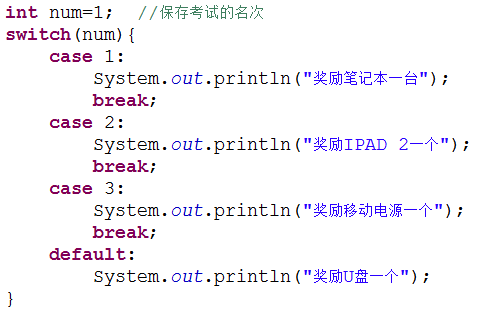 int num=1;  //保存考试的名次
switch(num){
    case 1:
        System.out.println("奖励笔记本一台");
        break;
    case 2:
        System.out.println("奖励IPAD 2一个");
        break;
    case 3:
        System.out.println("奖励移动电源一个");
        break;
    default:
        System.out.println("奖励U盘一个");
}